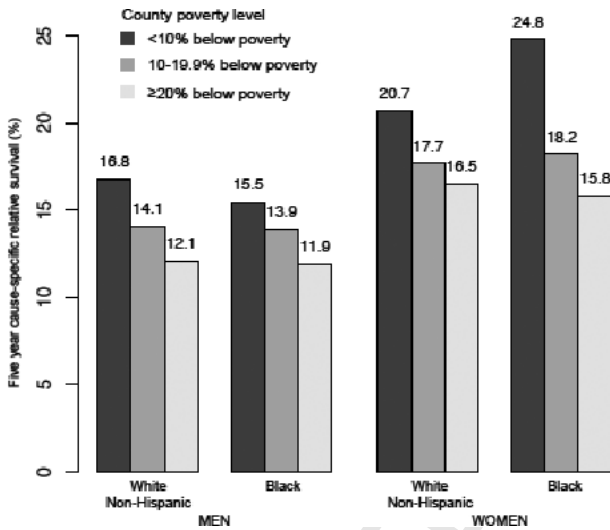 County poverty level
<10% below poverty
10-19.9% below poverty
≥20% below poverty
Five year cause-specific relative survival (%)
25
20
15
10
5
0
16.8
14.1
12.1
15.5
13.9
11.9
20.7
17.7
16.5
24.8
18.2
15.8
White
Non-Hispanic
Black
White
Non-Hispanic
Black
MEN
WOMEN